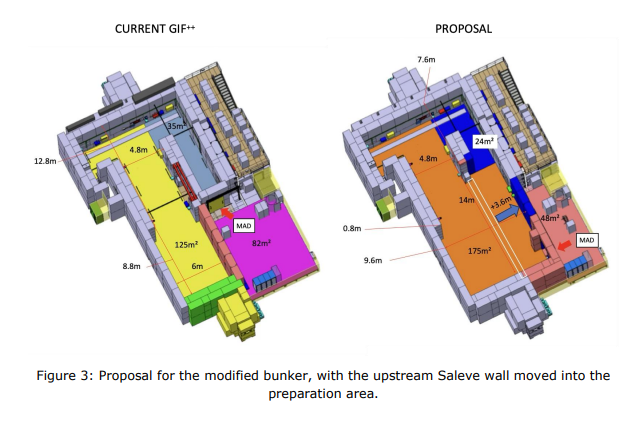 CURRENT GIF++
PROPOSAL
7.6m
35m²
4.8m
12.8m
MAD
125m²
82m²
8.8m
6m
24m²
4.8m
14m
+3.6m
48m²
0.8m
MAD
175m²
9.6m
Figure 3: Proposal for the modified bunker, with the upstream Saleve wall moved into the
preparation area.